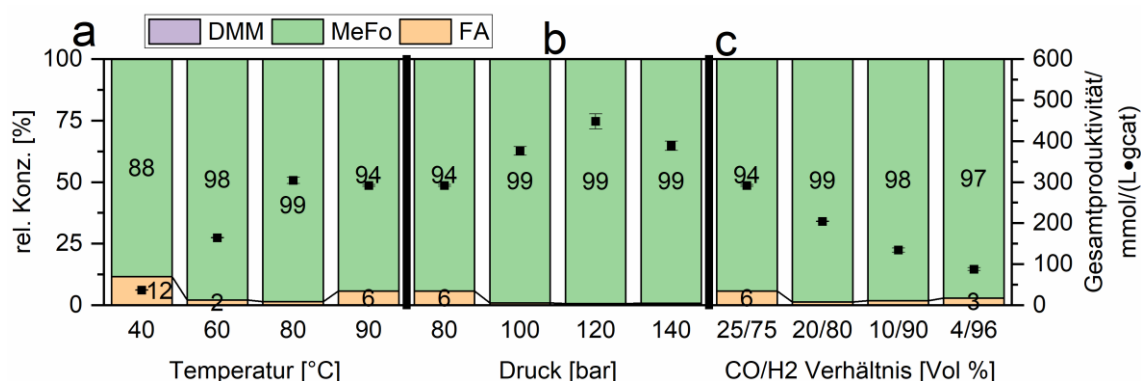 a
DMM MeFo FA
b
c
100
75
50
25
0
rel. Konz. [%]
88 98 99 94 94 99 99 99 94 99 98 97
12 2 6 6 6 3
600
500
400
300
200
100
0
Gesamtproduktivität/
mmol/(L●gcat)
40 60 80 90 80 100 120 140 25/75 20/80 10/90 4/96
Temperatur [°C] Druck [bar] CO/H2 Verhältnis [Vol %]